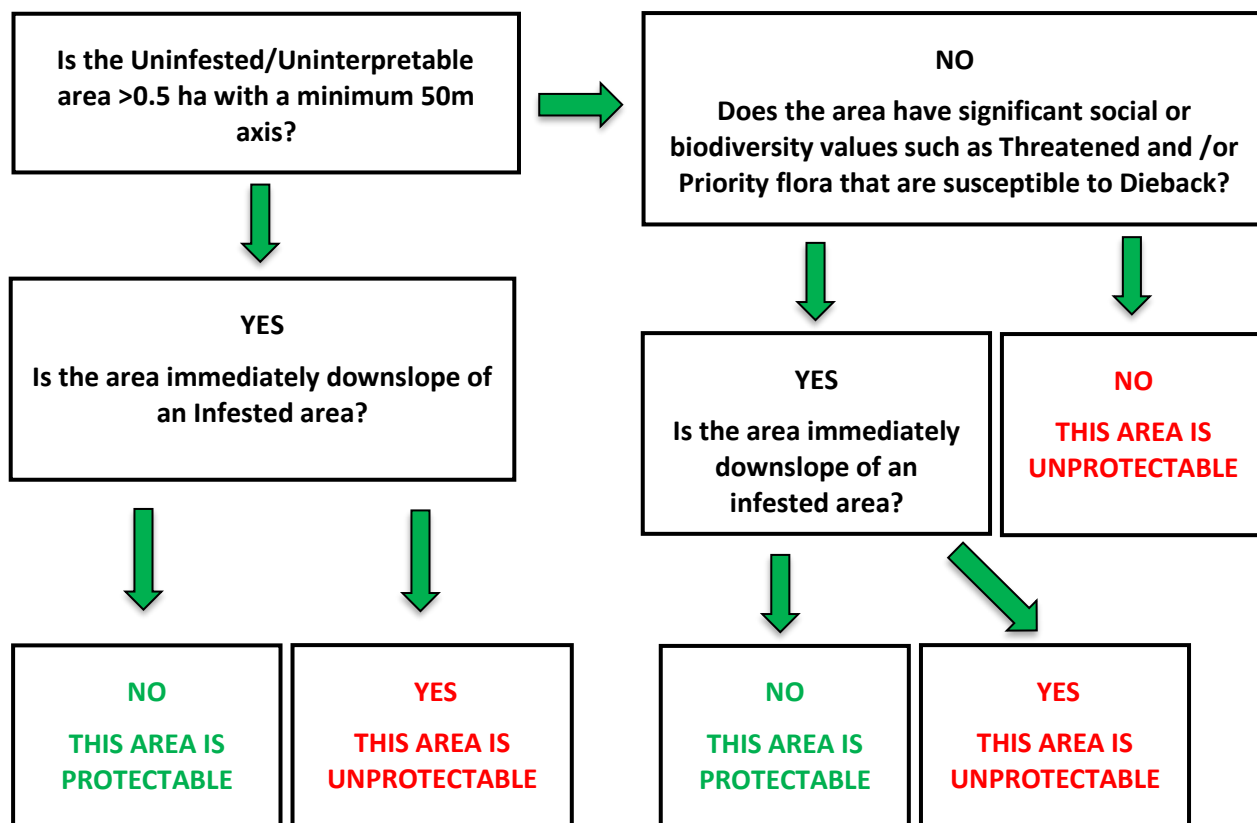 Is the Uninfested/Uninterpretable
area >0.5 ha with a minimum 50m
axis?
NO
Does the area have significant social or
biodiversity values such as Threatened and /or
Priority flora that are susceptible to Dieback?
YES
Is the area immediately downslope of
an Infested area?
YES
Is the area immediately
downslope of an
infested area?
NO
THIS AREA IS
UNPROTECTABLE
NO
THIS AREA IS
PROTECTABLE
YES
THIS AREA IS
UNPROTECTABLE
NO
THIS AREA IS
PROTECTABLE
YES
THIS AREA IS
UNPROTECTABLE